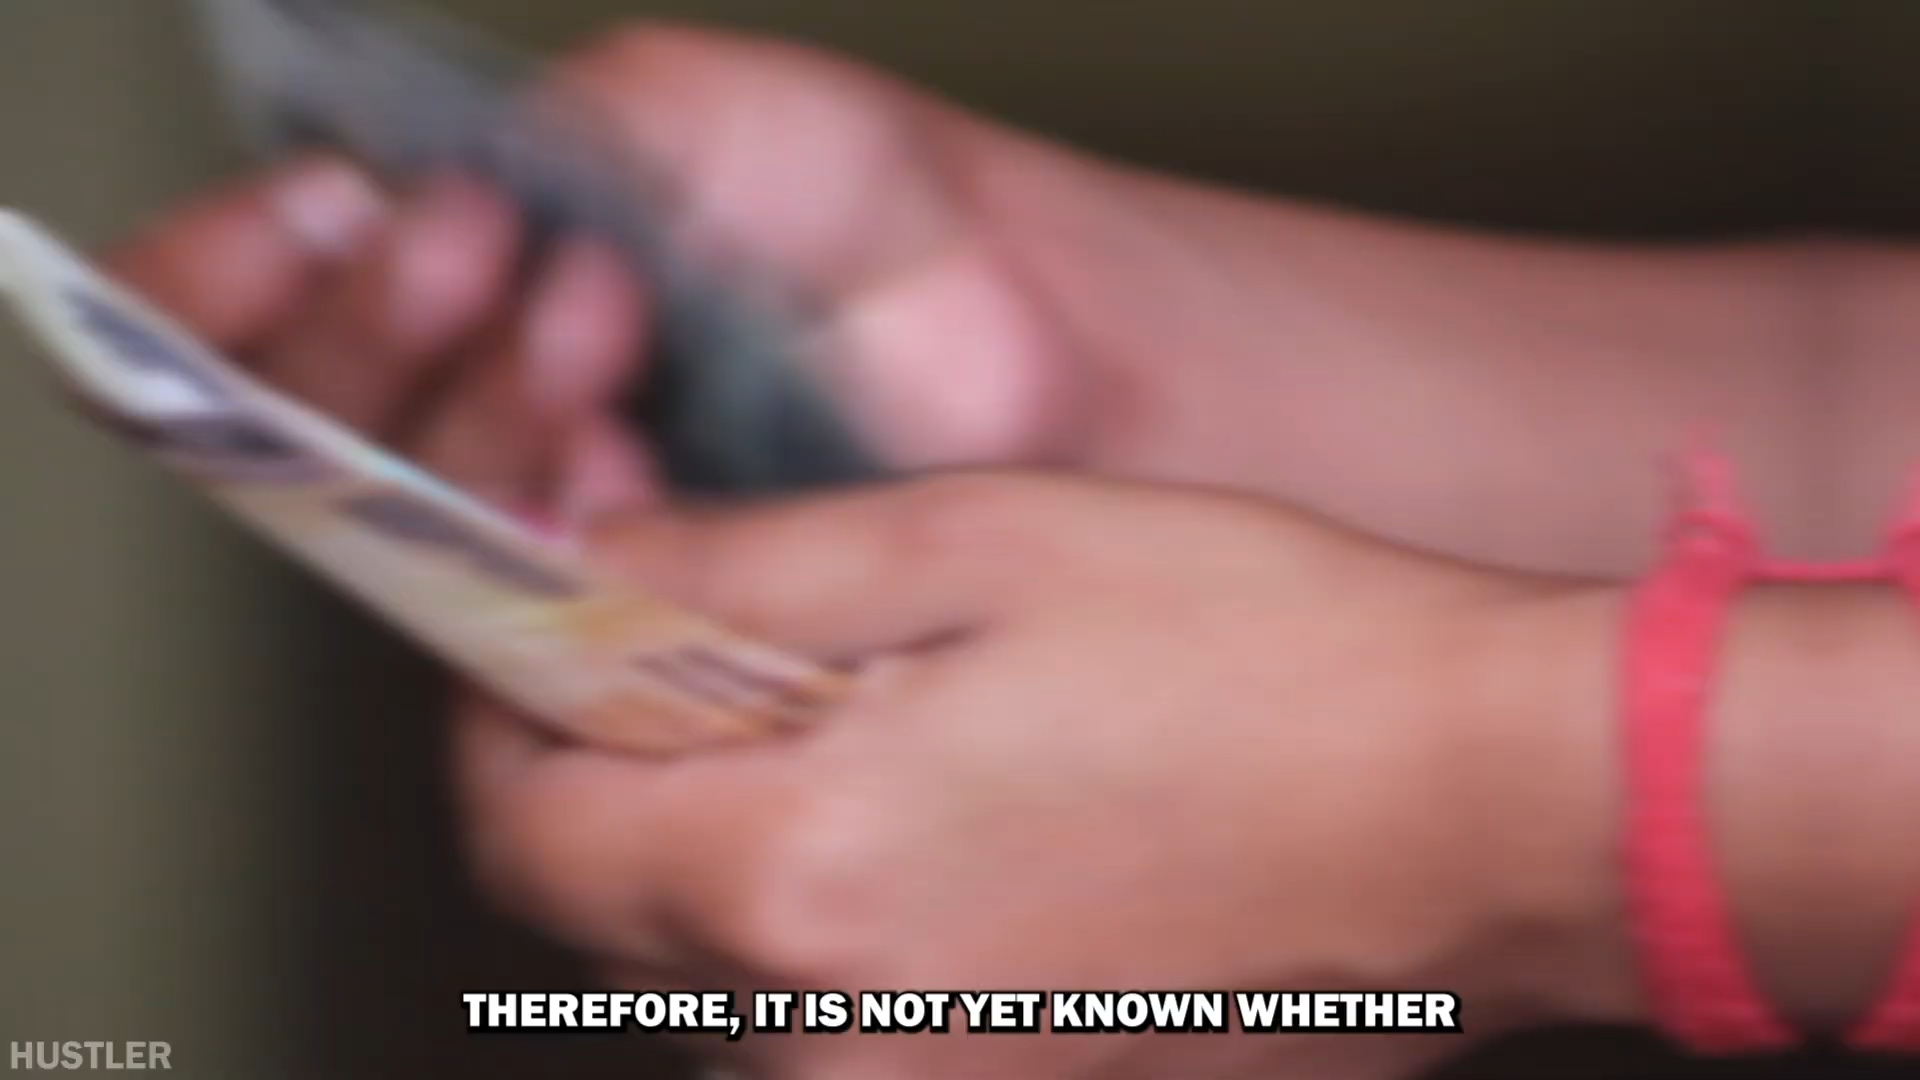 THEREFORE, IT IS NOT YET KNOWN WHETHER
HUSTLER